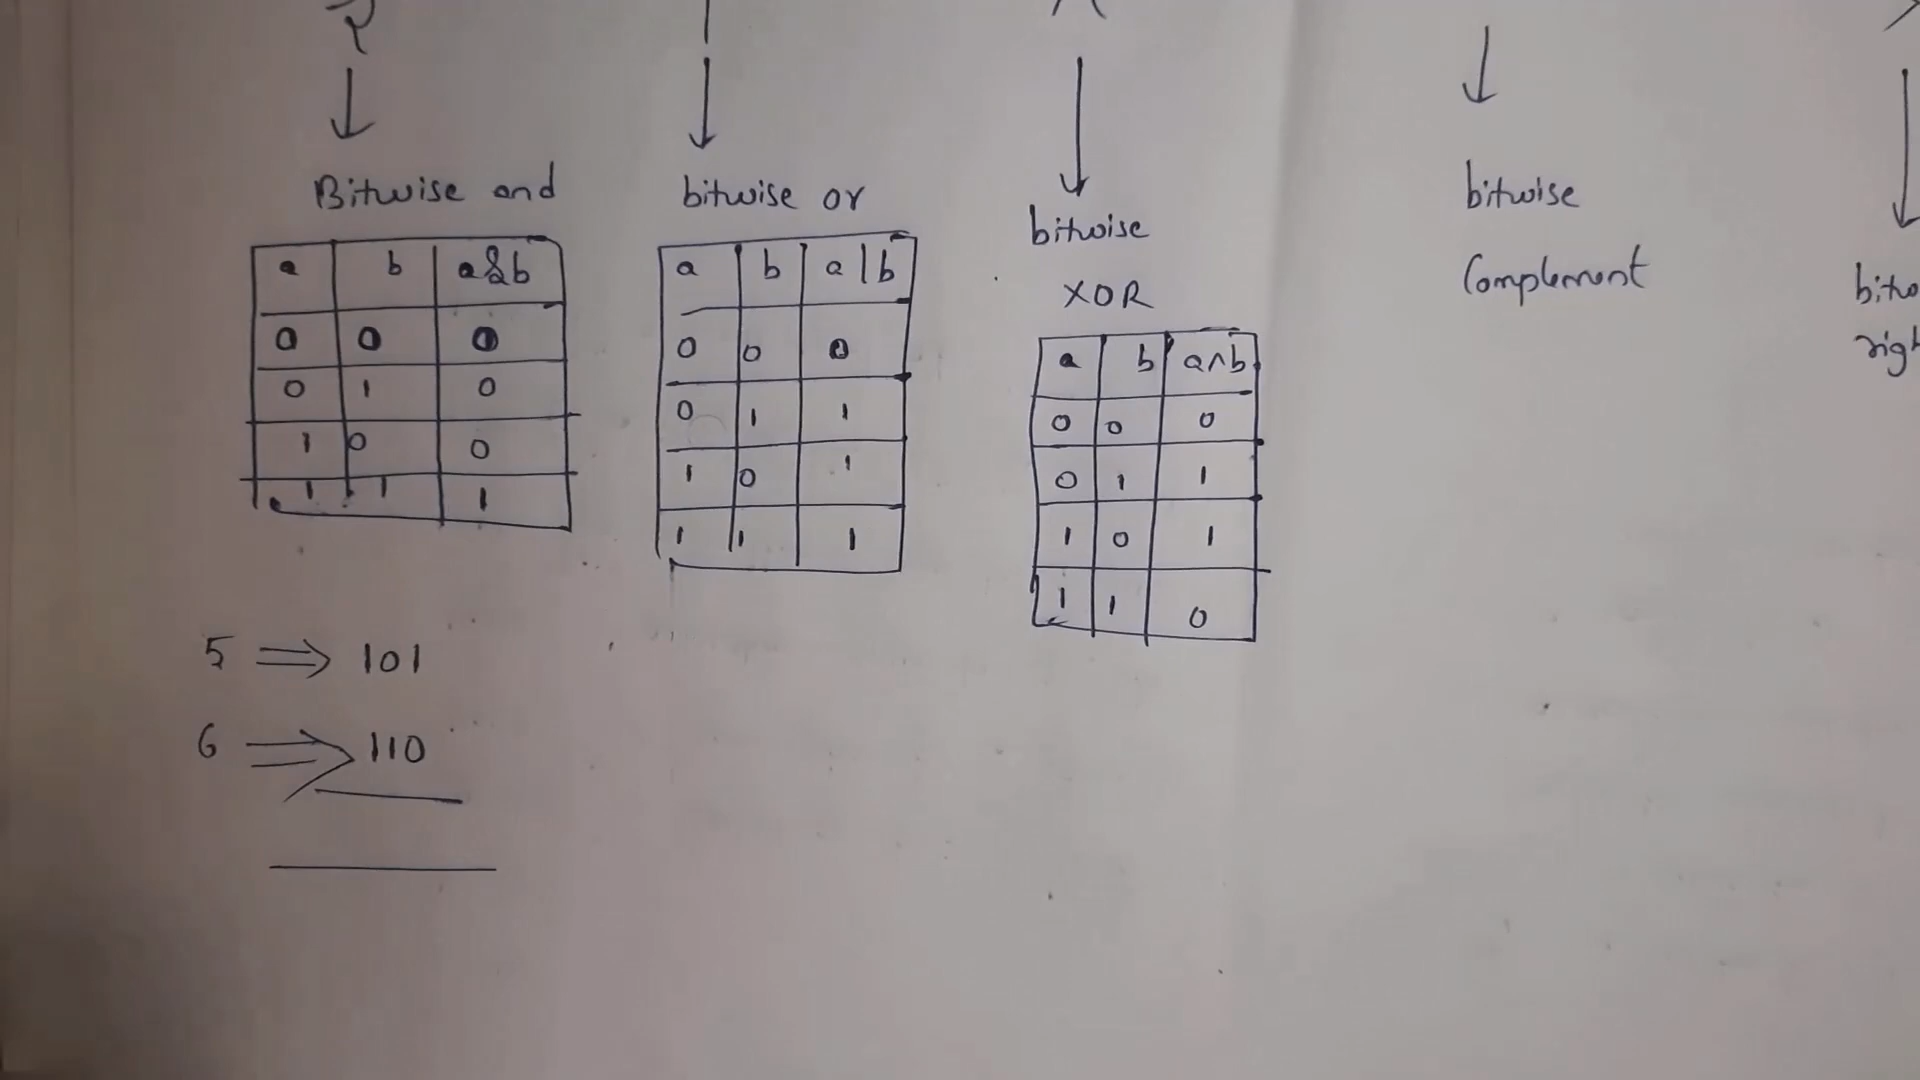 & | ^
Bitwise and
a b a&b
0 0 0
0 1 0
1 0 0
1 1 1
5 ⇒ 101
6 ⇒ 110
bitwise or
a b a|b
0 0 0
0 1 1
1 0 1
1 1 1
bitwise
XOR
a b a^b
0 0 0
0 1 1
1 0 1
1 1 0
bitwise
Complement